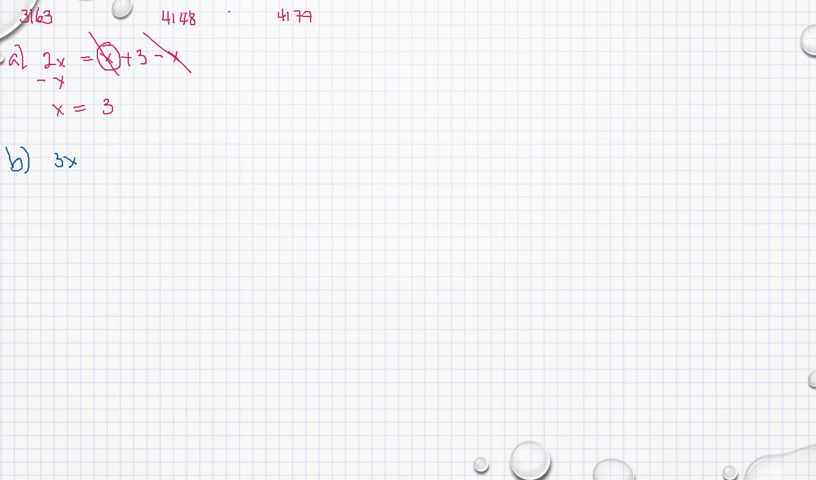 3163 4148 4179
a) 2x = x + 3 - x
- x
x = 3
b) 3x